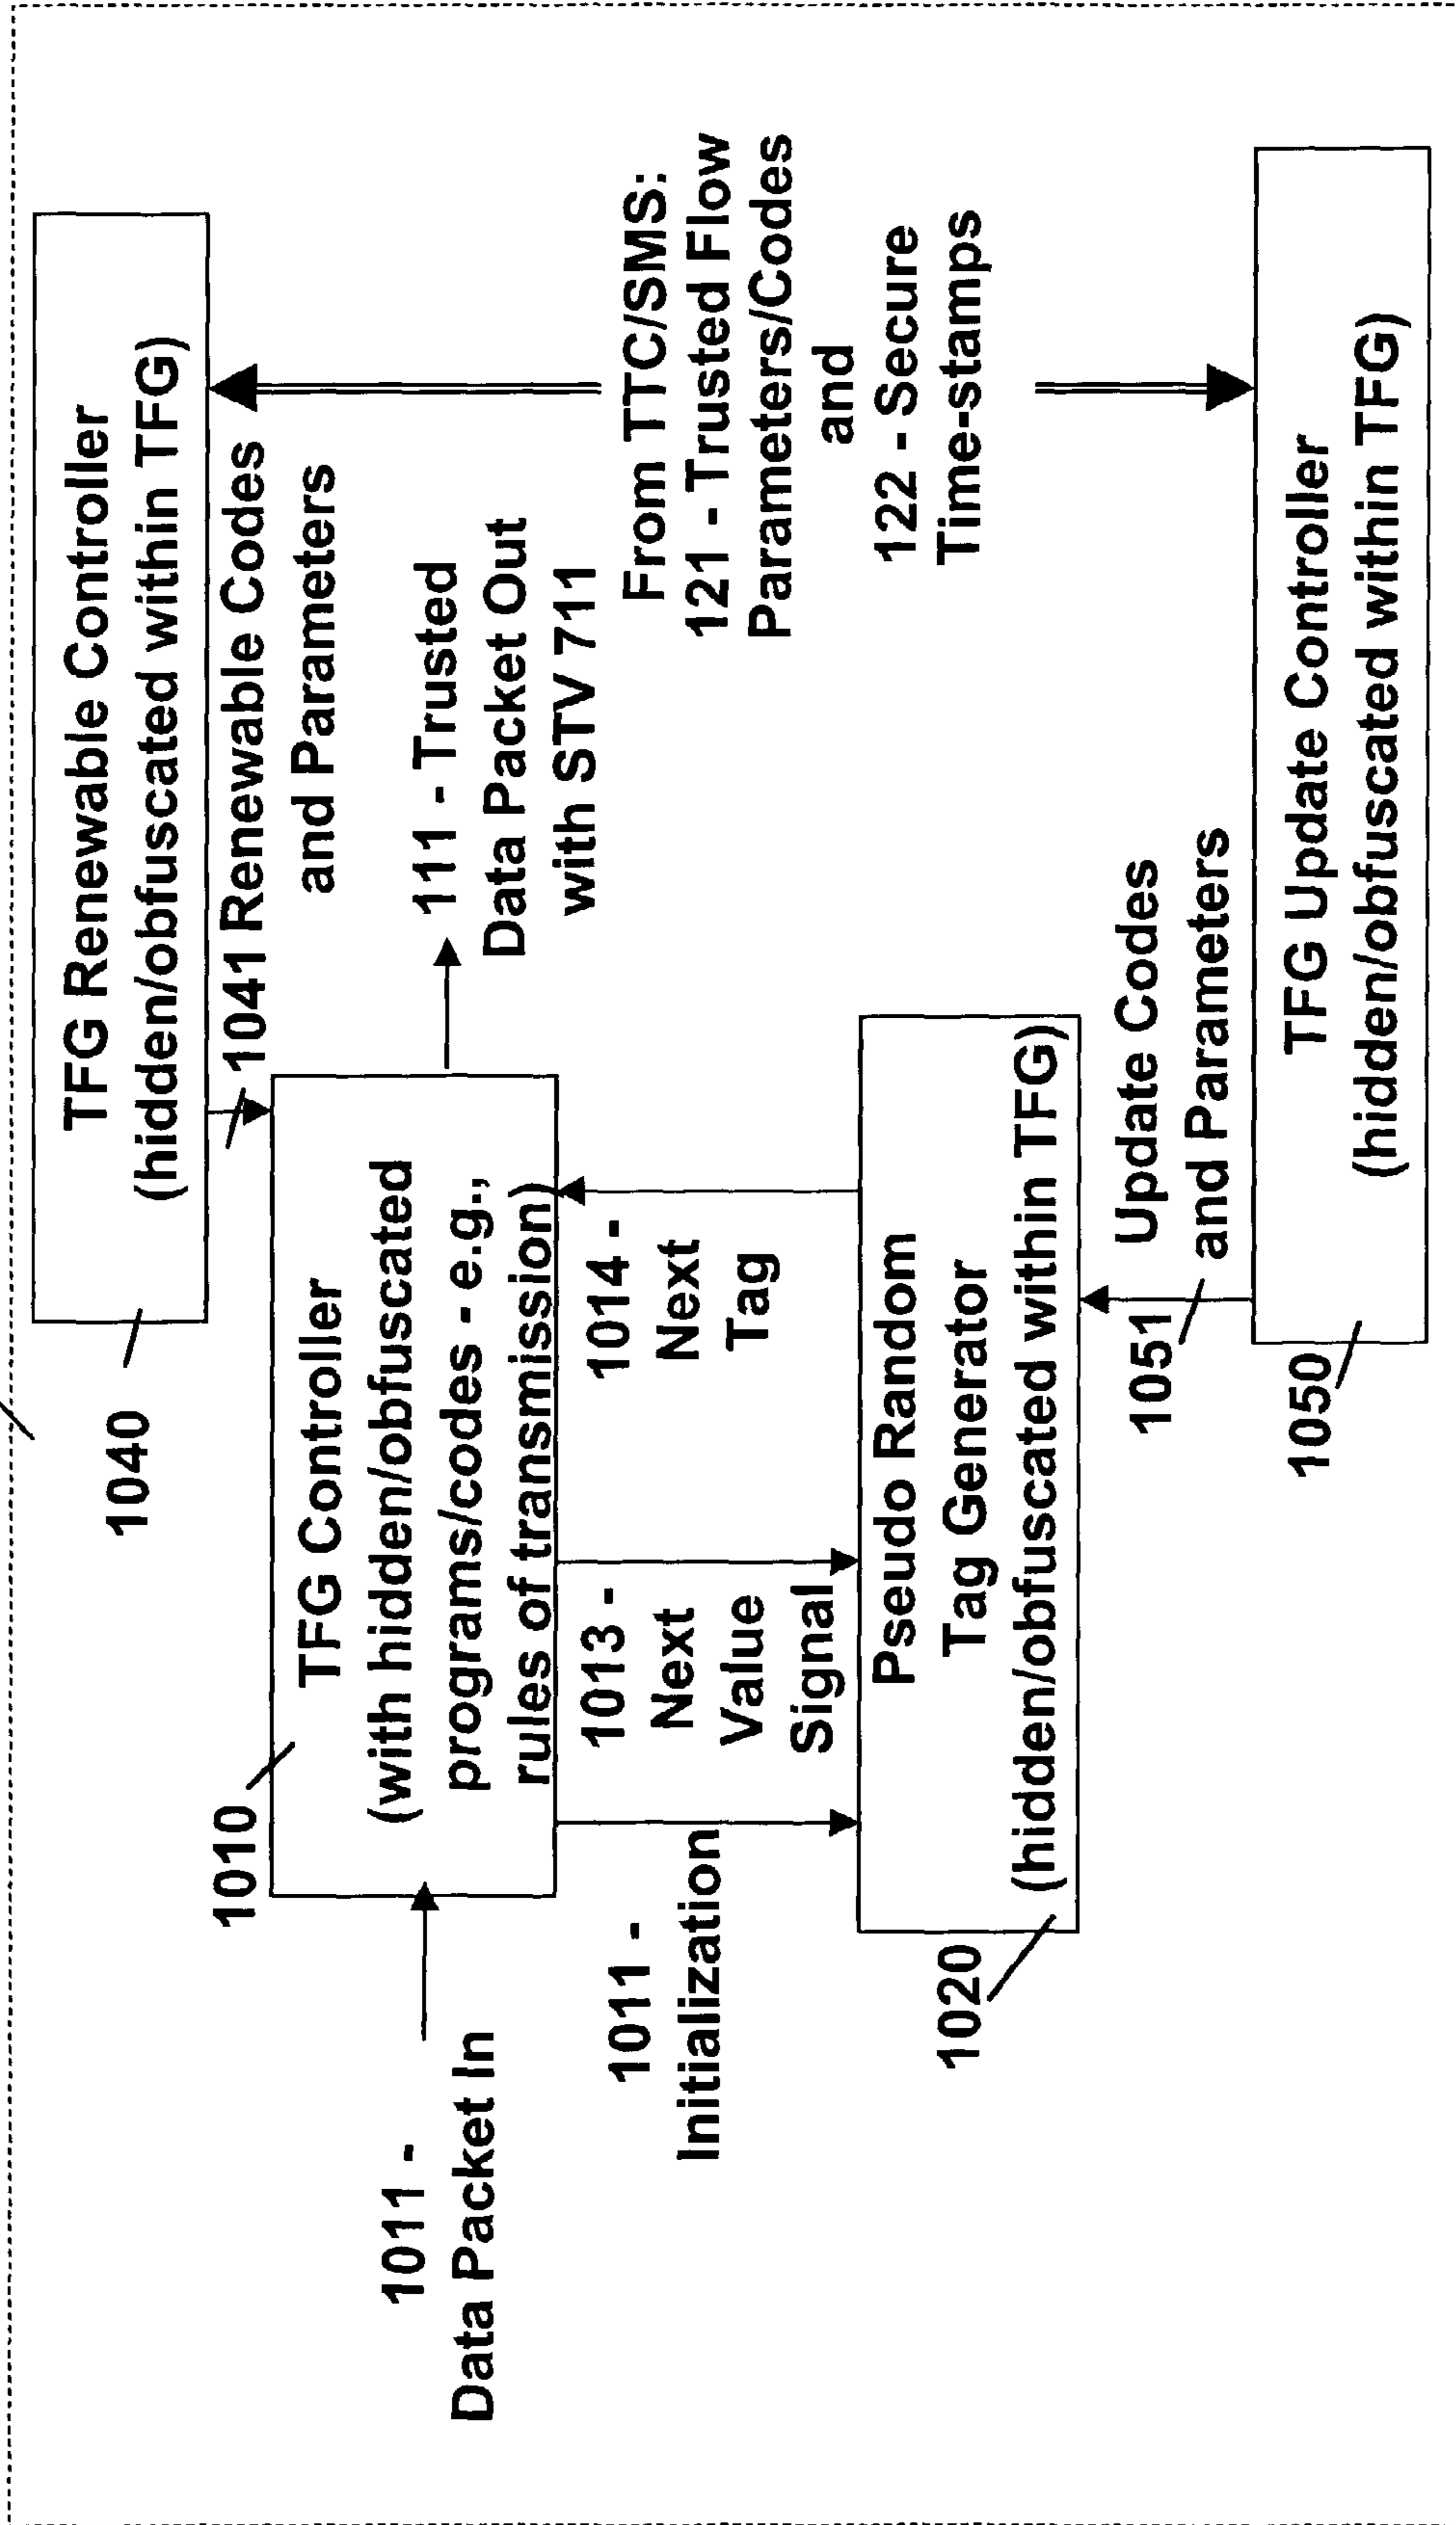 1040
TFG Renewable Controller
(hidden/obfuscated within TFG)
1041 Renewable Codes
and Parameters
1010
TFG Controller
(with hidden/obfuscated
programs/codes - e.g.,
rules of transmission)
1011 -
Data Packet In
111 - Trusted
Data Packet Out
with STV 711
1011 -
Initialization
1013 -
Next
Value
Signal
1014 -
Next
Tag
From TTC/SMS:
121 - Trusted Flow
Parameters/Codes
and
122 - Secure
Time-stamps
1020
Pseudo Random
Tag Generator
(hidden/obfuscated within TFG)
1051
Update Codes
and Parameters
1050
TFG Update Controller
(hidden/obfuscated within TFG)